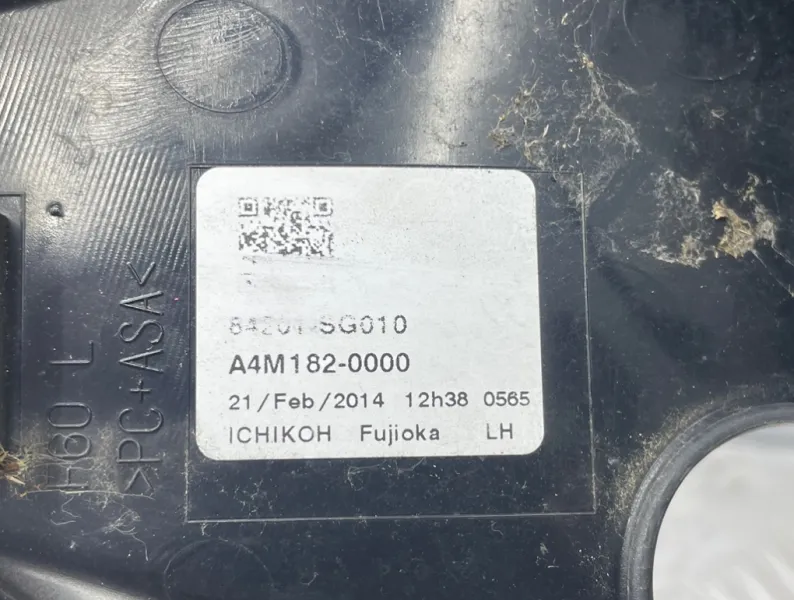 84201-SG010
A4M182-0000
21/Feb/2014 12h38 0565
ICHIKOH Fujioka LH
H60 L
>PC+ASA<